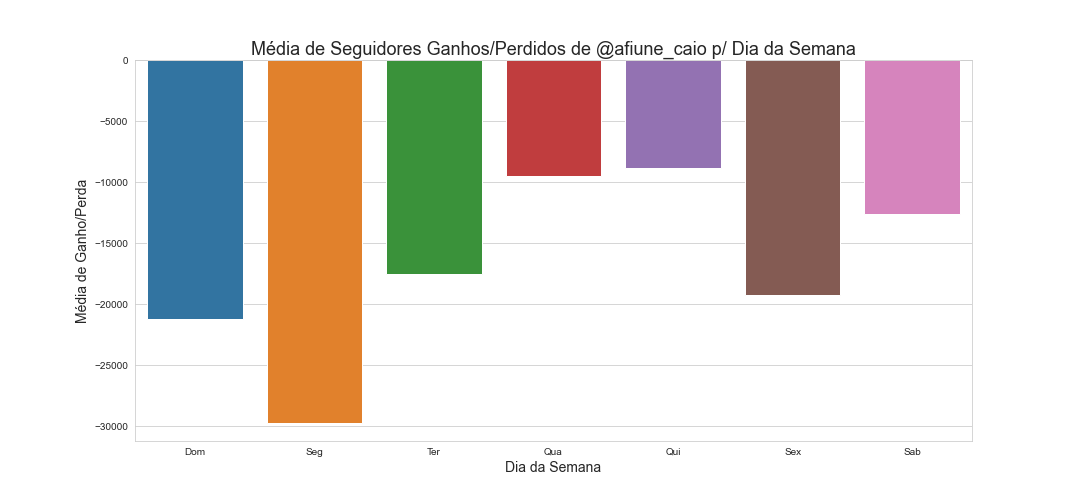 Média de Seguidores Ganhos/Perdidos de @afiune_caio p/ Dia da Semana
Média de Ganho/Perda
0
−5000
−10000
−15000
−20000
−25000
−30000
Dom Seg Ter Qua Qui Sex Sab
Dia da Semana